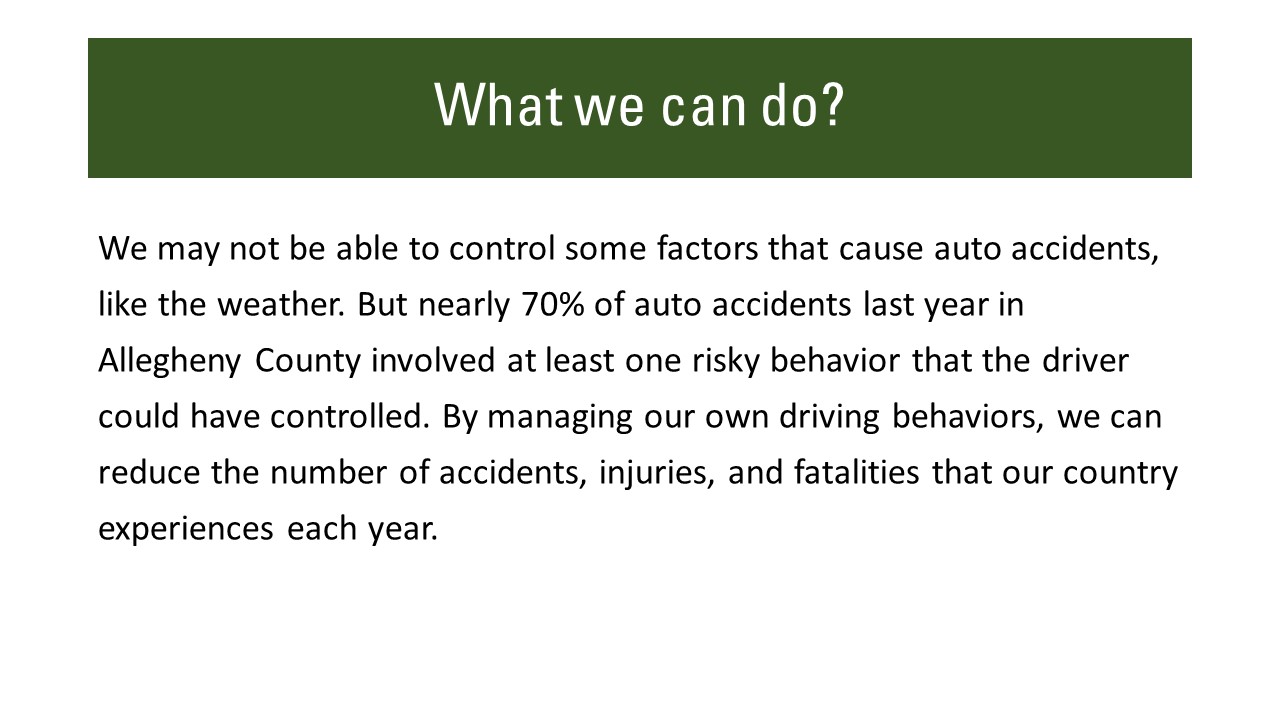 What we can do?
We may not be able to control some factors that cause auto accidents,
like the weather. But nearly 70% of auto accidents last year in
Allegheny County involved at least one risky behavior that the driver
could have controlled. By managing our own driving behaviors, we can
reduce the number of accidents, injuries, and fatalities that our country
experiences each year.